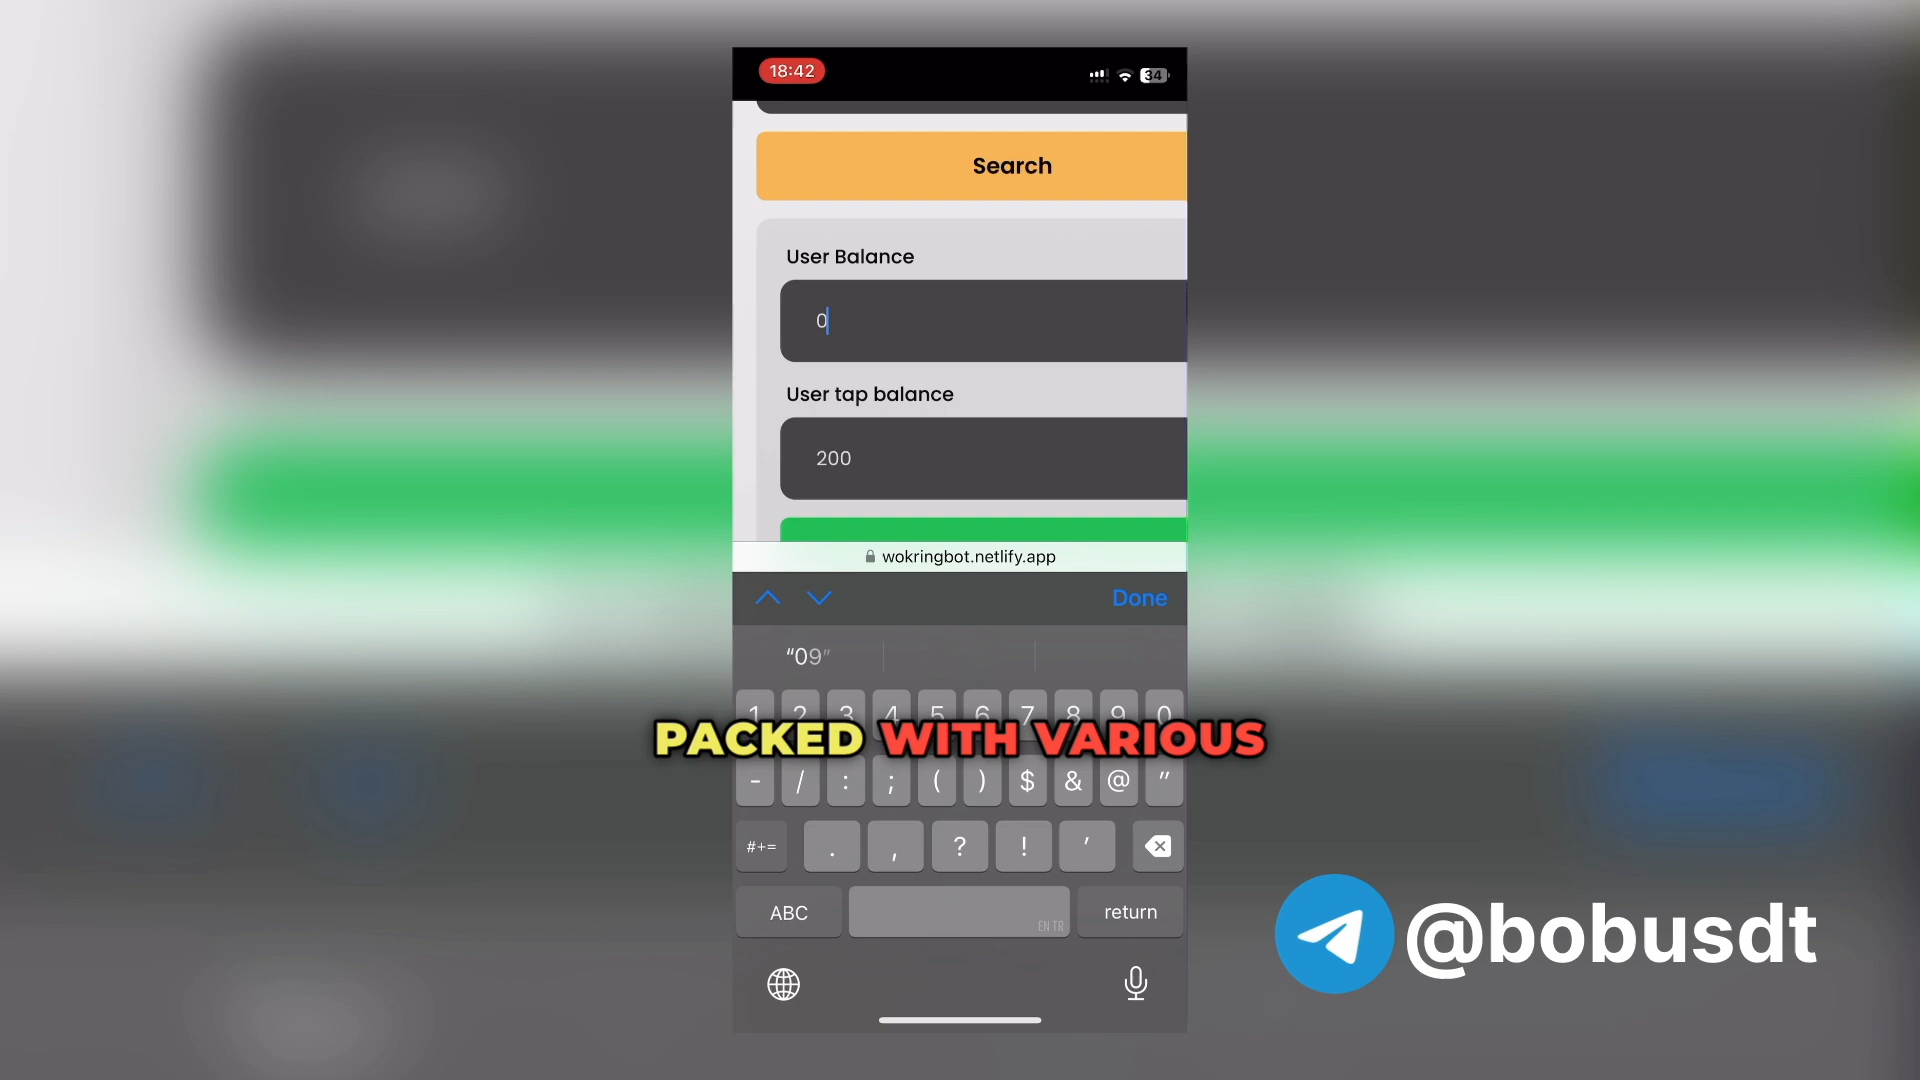 18:42
34
Search
User Balance
0
User tap balance
200
wokringbot.netlify.app
Done
“09”
1 2 3 4 5 6 7 8 9 0
PACKED WITH VARIOUS
- / : ; ( ) $ & @ "
#+= . , ? ! '
ABC
EN TR
return
@bobusdt